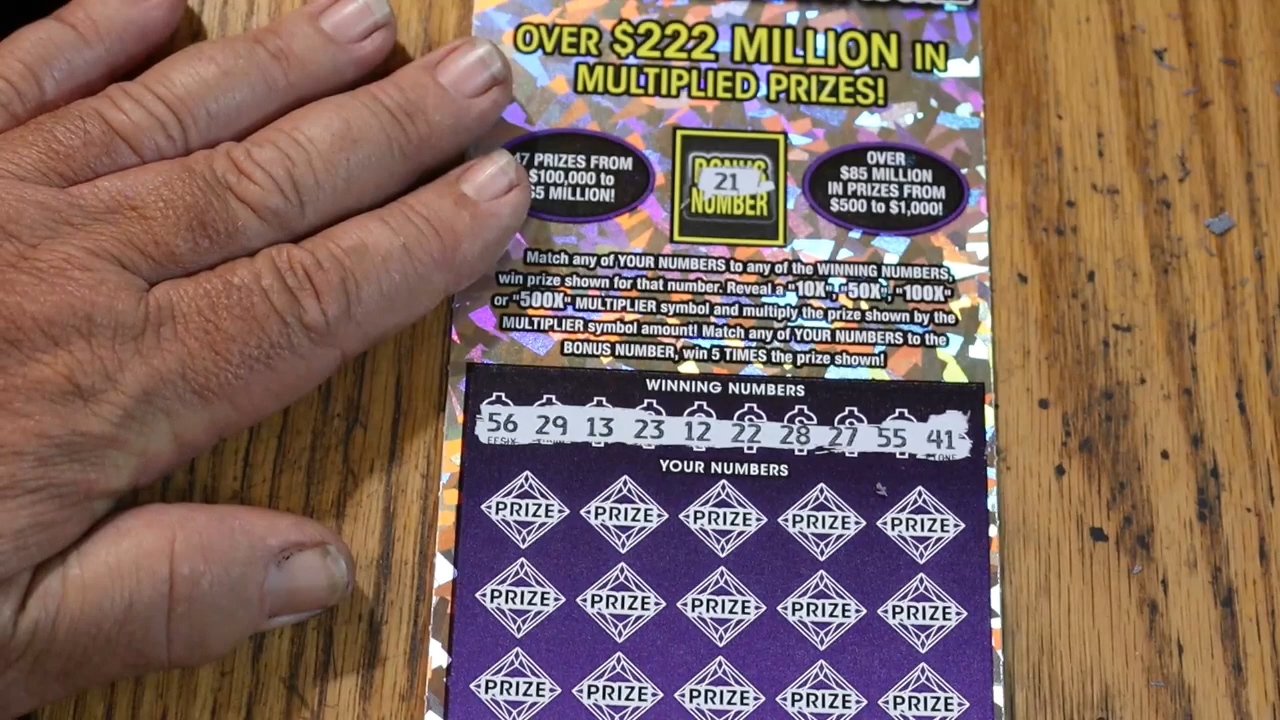 OVER $222 MILLION IN
MULTIPLIED PRIZES!
47 PRIZES FROM
$100,000 to
$5 MILLION!
BONUS
21
NUMBER
OVER
$85 MILLION
IN PRIZES FROM
$500 to $1,000!
Match any of YOUR NUMBERS to any of the WINNING NUMBERS,
win prize shown for that number. Reveal a "10X", "50X", "100X"
or "500X" MULTIPLIER symbol and multiply the prize shown by the
MULTIPLIER symbol amount! Match any of YOUR NUMBERS to the
BONUS NUMBER, win 5 TIMES the prize shown!
WINNING NUMBERS
56 29 13 23 12 22 28 27 55 41
YOUR NUMBERS
PRIZE PRIZE PRIZE PRIZE PRIZE
PRIZE PRIZE PRIZE PRIZE PRIZE
PRIZE PRIZE PRIZE PRIZE PRIZE